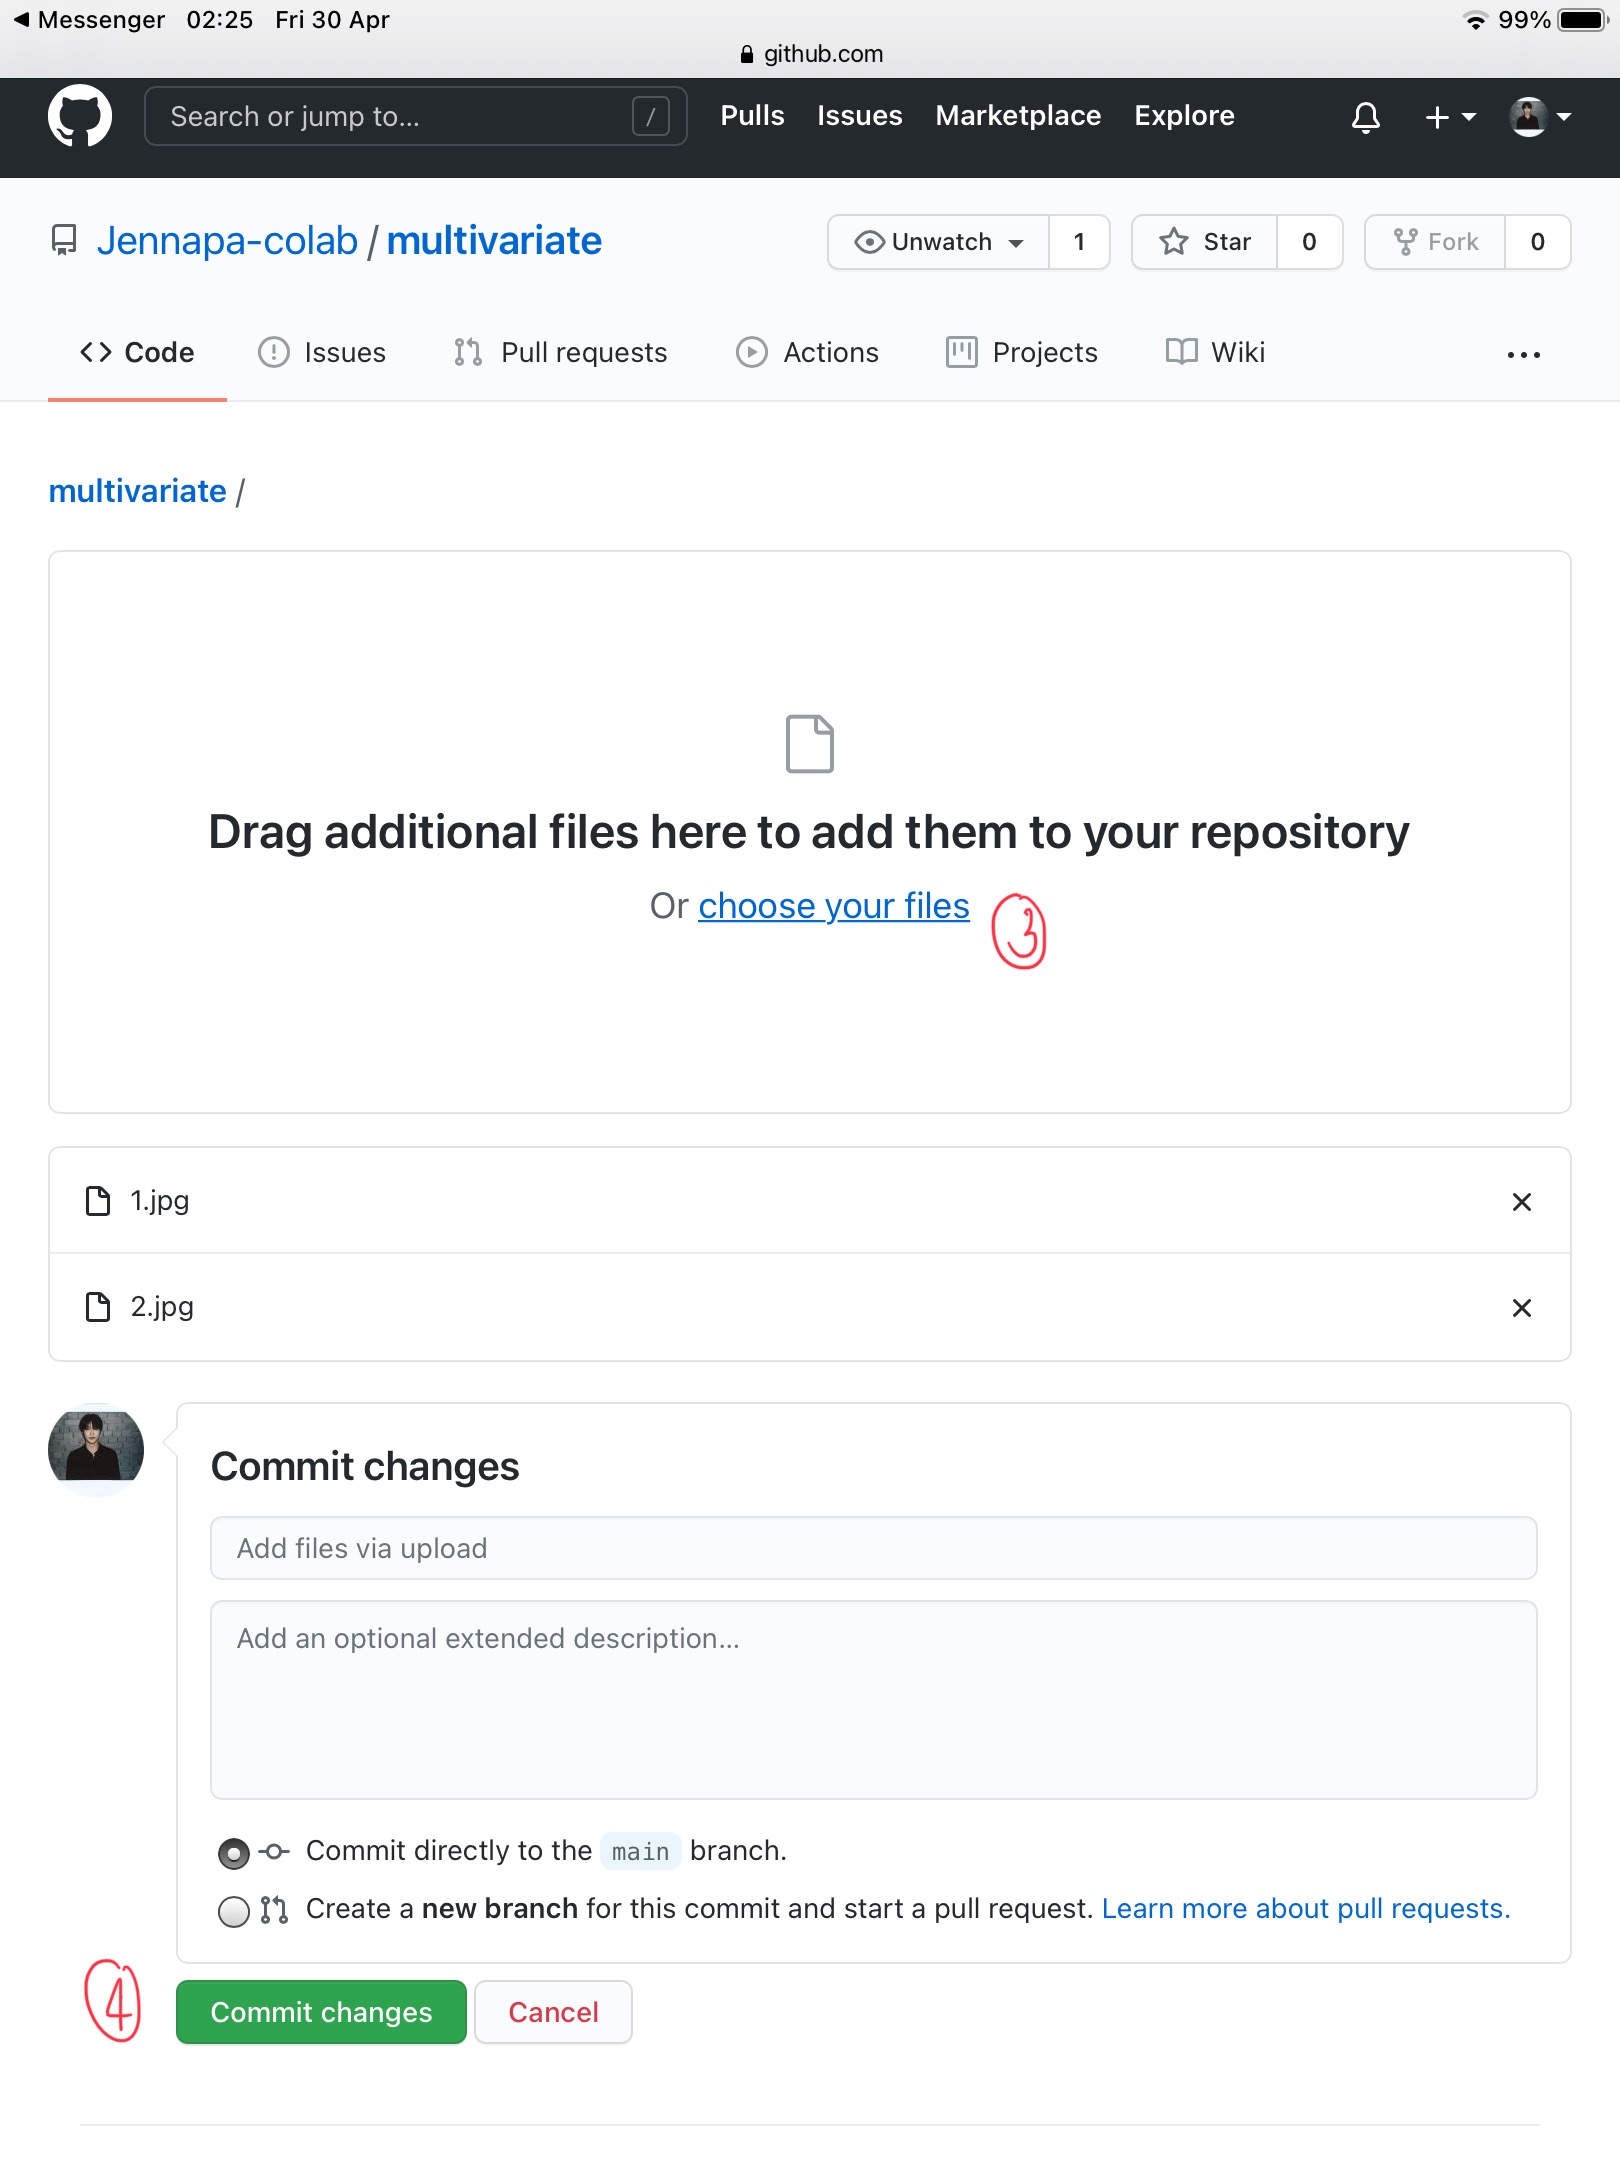 Messenger 02:25 Fri 30 Apr 99%
github.com
Search or jump to... / Pulls Issues Marketplace Explore
Jennapa-colab / multivariate Unwatch 1 Star 0 Fork 0
Code Issues Pull requests Actions Projects Wiki ...
multivariate /
Drag additional files here to add them to your repository
Or choose your files 3
1.jpg
2.jpg
Commit changes
Add files via upload
Add an optional extended description...
Commit directly to the main branch.
Create a new branch for this commit and start a pull request. Learn more about pull requests.
4 Commit changes Cancel